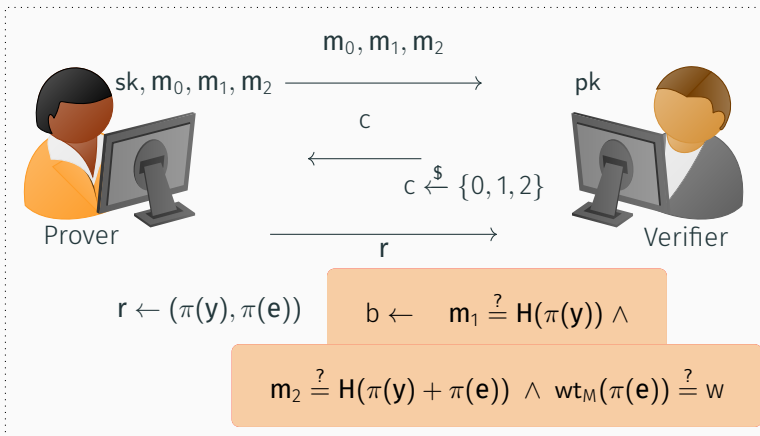 m₀, m₁, m₂
sk, m₀, m₁, m₂ pk
c
c ←$ {0, 1, 2}
Prover Verifier
r
r ← (π(y), π(e)) b ← m₁ ≟ H(π(y)) ∧
m₂ ≟ H(π(y) + π(e)) ∧ wt_M(π(e)) ≟ w